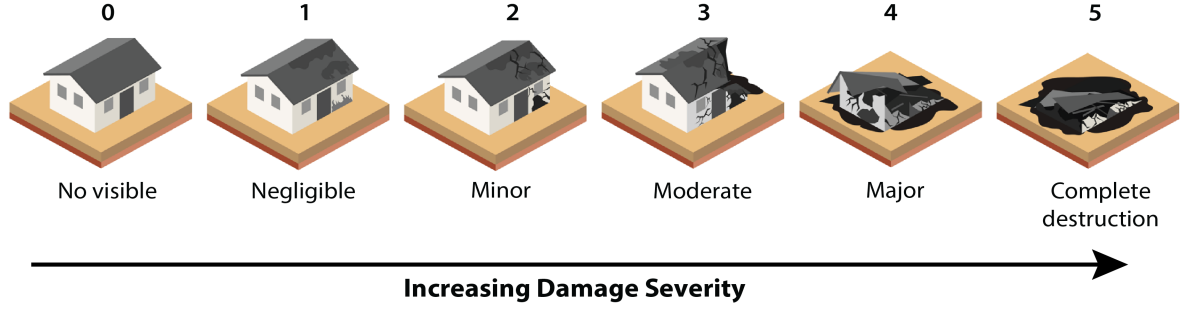 0 1 2 3 4 5
No visible Negligible Minor Moderate Major Complete
destruction
Increasing Damage Severity